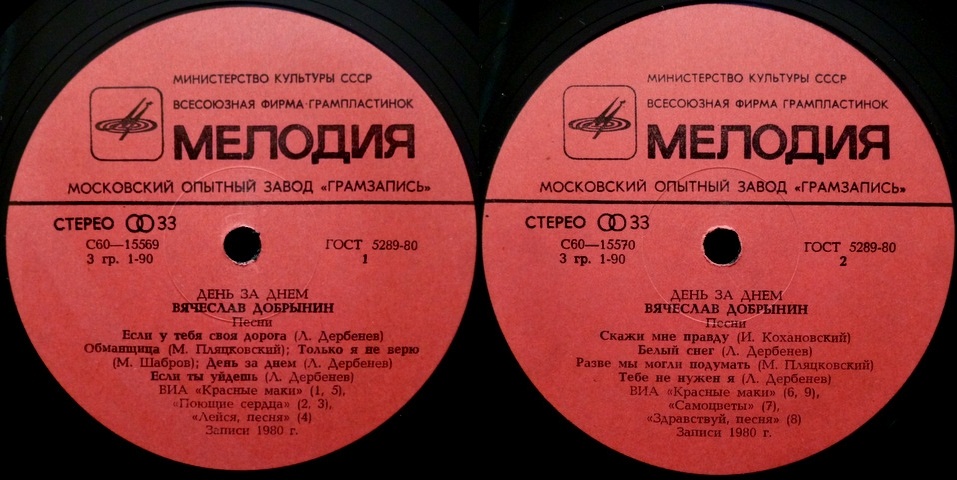 МИНИСТЕРСТВО КУЛЬТУРЫ СССР
ВСЕСОЮЗНАЯ ФИРМА ГРАМПЛАСТИНОК
МЕЛОДИЯ
МОСКОВСКИЙ ОПЫТНЫЙ ЗАВОД «ГРАМЗАПИСЬ»
СТЕРЕО 33
С60—15569
ГОСТ 5289-80
3 гр. 1-90
1
ДЕНЬ ЗА ДНЕМ
ВЯЧЕСЛАВ ДОБРЫНИН
Песни
Если у тебя своя дорога (Л. Дербенев)
Обманщица (М. Пляцковский); Только я не верю
(М. Шабров); День за днем (Л. Дербенев)
Если ты уйдешь (Л. Дербенев)
ВИА «Красные маки» (1, 5),
«Поющие сердца» (2, 3),
«Лейся, песня» (4)
Записи 1980 г.
МИНИСТЕРСТВО КУЛЬТУРЫ СССР
ВСЕСОЮЗНАЯ ФИРМА ГРАМПЛАСТИНОК
МЕЛОДИЯ
МОСКОВСКИЙ ОПЫТНЫЙ ЗАВОД «ГРАМЗАПИСЬ»
СТЕРЕО 33
С60—15570
ГОСТ 5289-80
3 гр. 1-90
2
ДЕНЬ ЗА ДНЕМ
ВЯЧЕСЛАВ ДОБРЫНИН
Песни
Скажи мне правду (И. Кохановский)
Белый снег (Л. Дербенев)
Разве мы могли подумать (М. Пляцковский)
Тебе не нужен я (Л. Дербенев)
ВИА «Красные маки» (6, 9),
«Самоцветы» (7),
«Здравствуй, песня» (8)
Записи 1980 г.